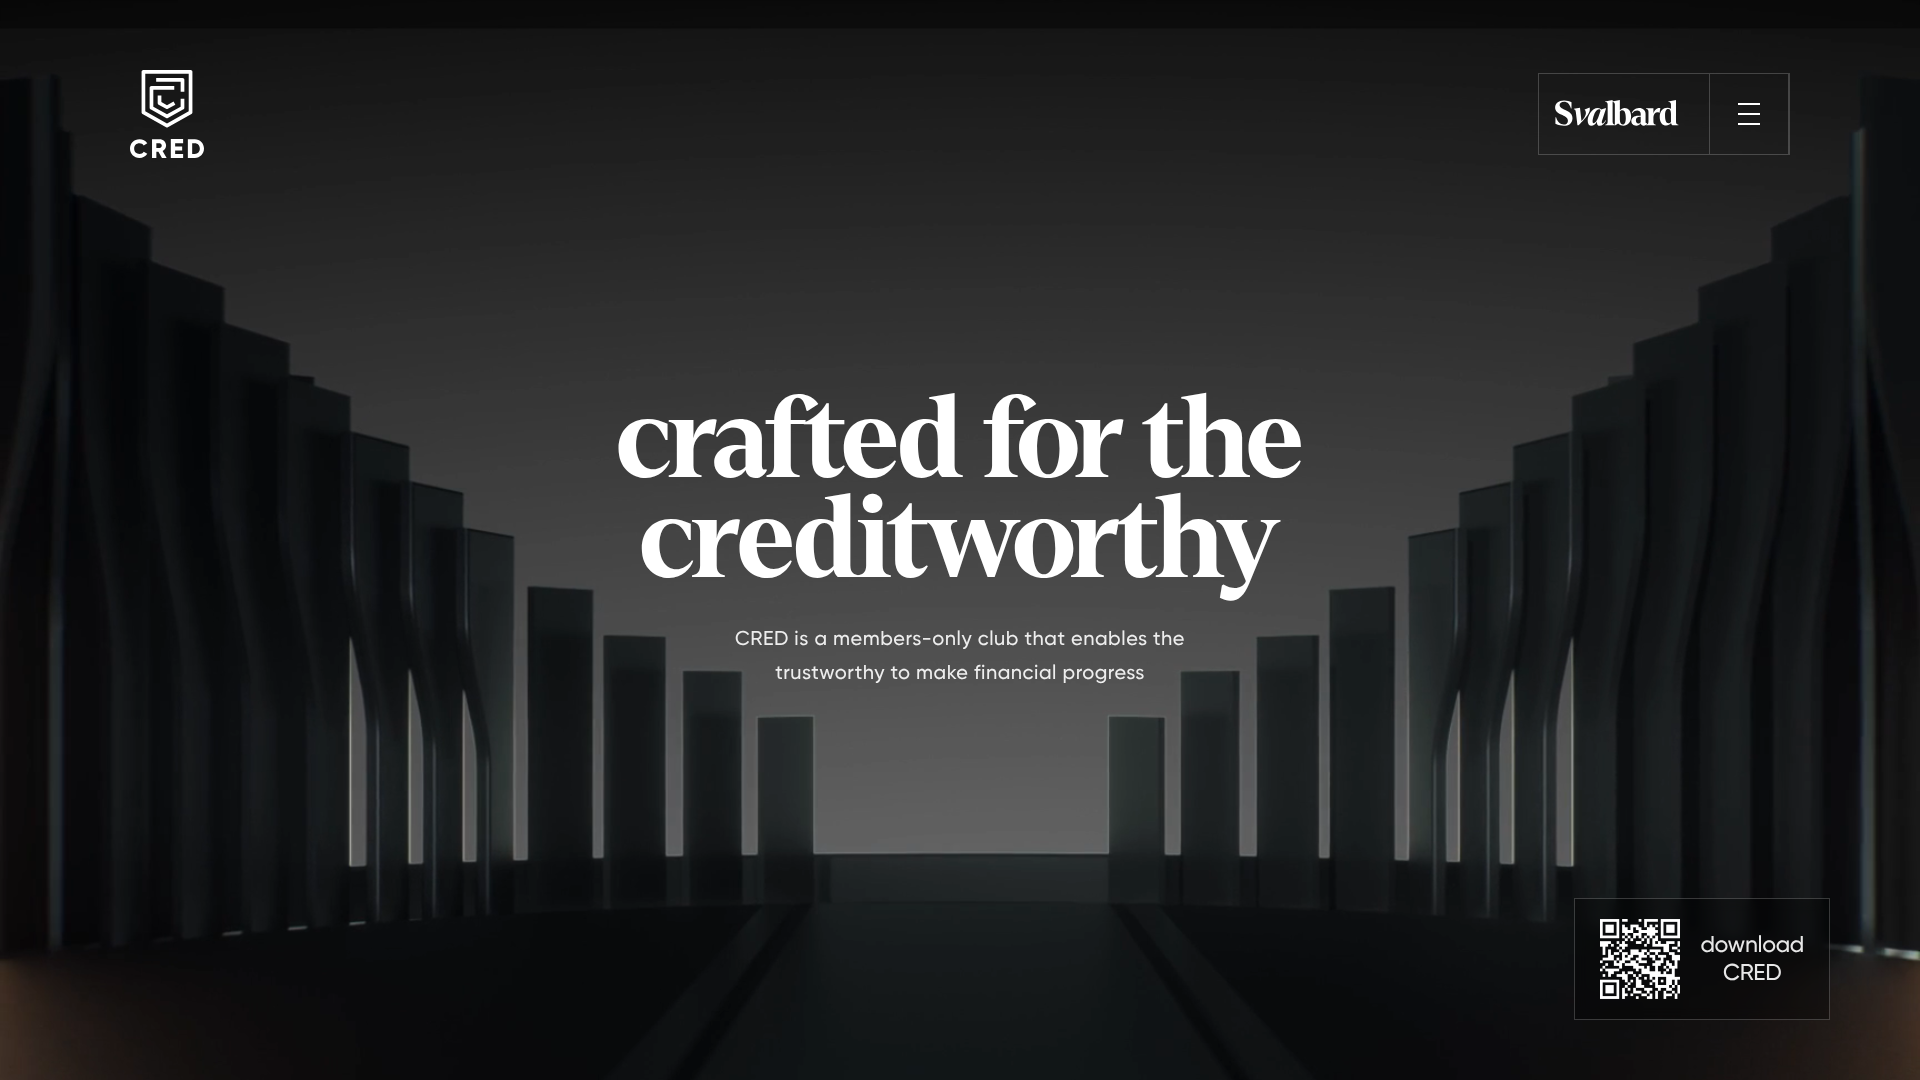 CRED
Svalbard
crafted for the
creditworthy
CRED is a members-only club that enables the
trustworthy to make financial progress
download
CRED